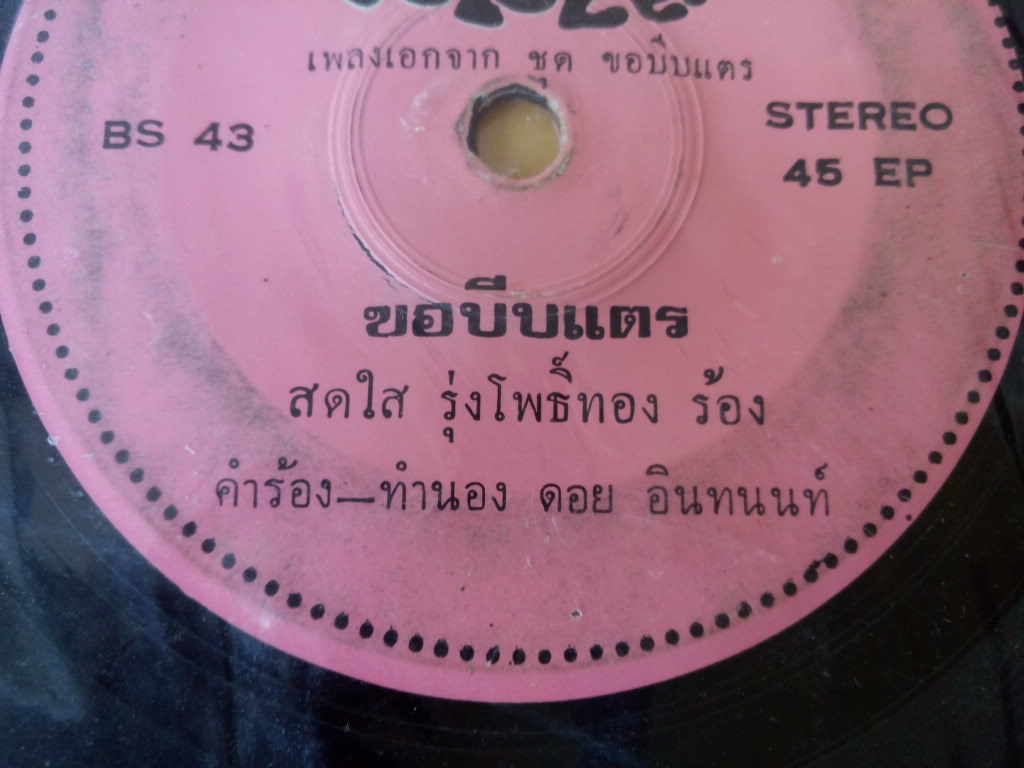 เพลงเอกจาก ชุด ขอบีบแตร
BS 43
STEREO
45 EP
ขอบีบแตร
สดใส รุ่งโพธิ์ทอง ร้อง
คำร้อง—ทำนอง ดอย อินทนนท์